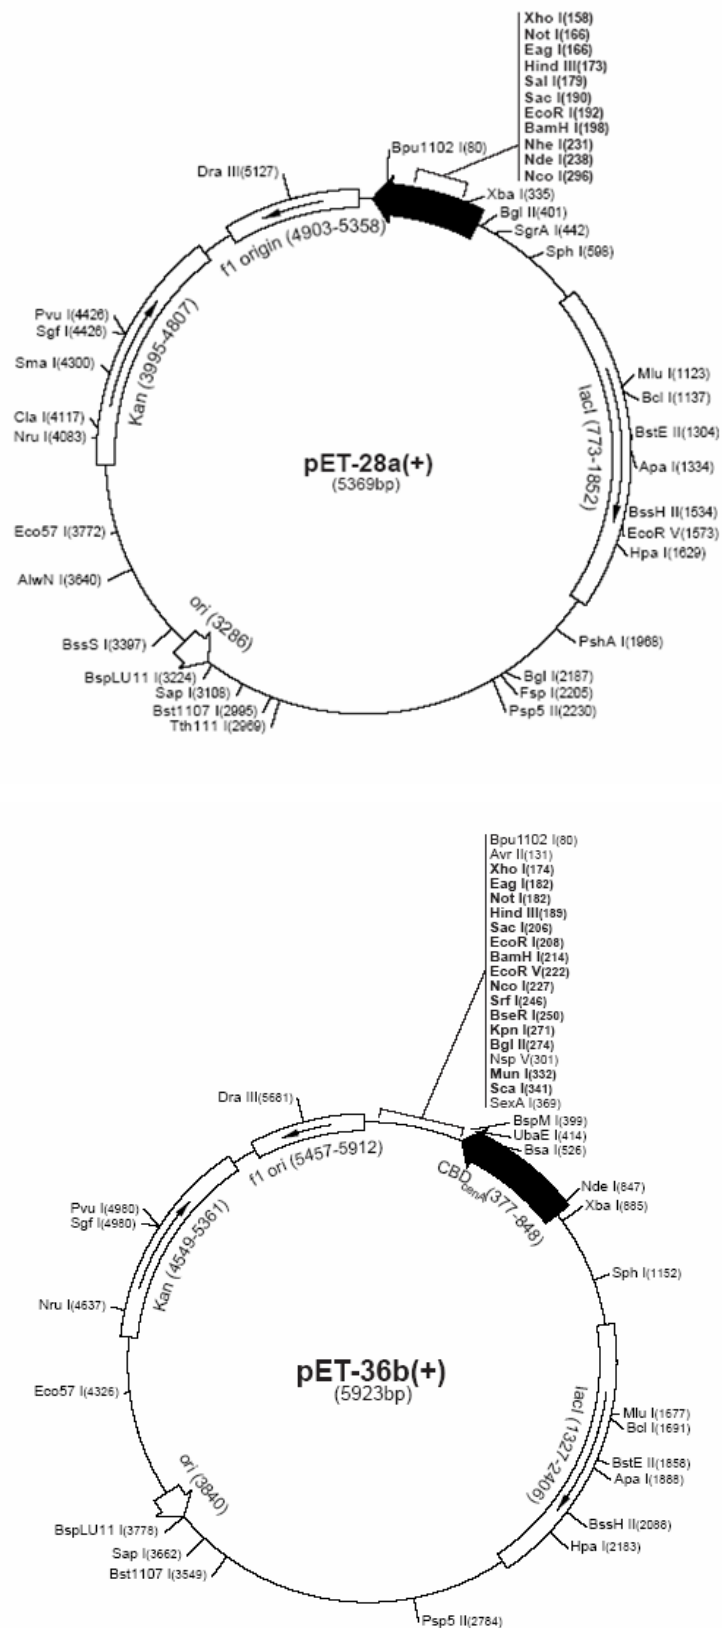 Xho I(158)
Not I(166)
Eag I(166)
Hind III(173)
Sal I(179)
Sac I(190)
EcoR I(192)
BamH I(198)
Nhe I(231)
Nde I(238)
Nco I(296)
Bpu1102 I(80)
Dra III(5127)
Xba I(335)
Bgl II(401)
SgrA I(442)
Sph I(598)
f1 origin (4903-5358)
Pvu I(4426)
Sgf I(4426)
Sma I(4300)
Kan (3995-4807)
Cla I(4117)
Nru I(4083)
Mlu I(1123)
Bcl I(1137)
lacI (773-1852)
BstE II(1304)
Apa I(1334)
pET-28a(+)
(5369bp)
BssH II(1534)
EcoR V(1573)
Hpa I(1629)
Eco57 I(3772)
AlwN I(3640)
ori (3286)
BssS I(3397)
PshA I(1968)
BspLU11 I(3224)
Sap I(3108)
Bst1107 I(2995)
Tth111 I(2969)
Bgl I(2187)
Fsp I(2205)
Psp5 II(2230)
Bpu1102 I(80)
Avr II(131)
Xho I(174)
Eag I(182)
Not I(182)
Hind III(189)
Sac I(206)
EcoR I(208)
BamH I(214)
EcoR V(222)
Nco I(227)
Srf I(246)
BseR I(250)
Kpn I(271)
Bgl II(274)
Nsp V(301)
Mun I(332)
Sca I(341)
SexA I(369)
Dra III(5681)
BspM I(399)
UbaE I(414)
Bsa I(526)
f1 ori (5457-5912)
CBDcenA (377-848)
Nde I(847)
Xba I(885)
Pvu I(4980)
Sgf I(4980)
Kan (4549-5361)
Sph I(1152)
Nru I(4637)
pET-36b(+)
(5923bp)
Eco57 I(4326)
lacI (1327-2406)
Mlu I(1677)
Bcl I(1691)
BstE II(1858)
Apa I(1888)
ori (3840)
BssH II(2088)
Hpa I(2183)
BspLU11 I(3778)
Sap I(3662)
Bst1107 I(3549)
Psp5 II(2784)